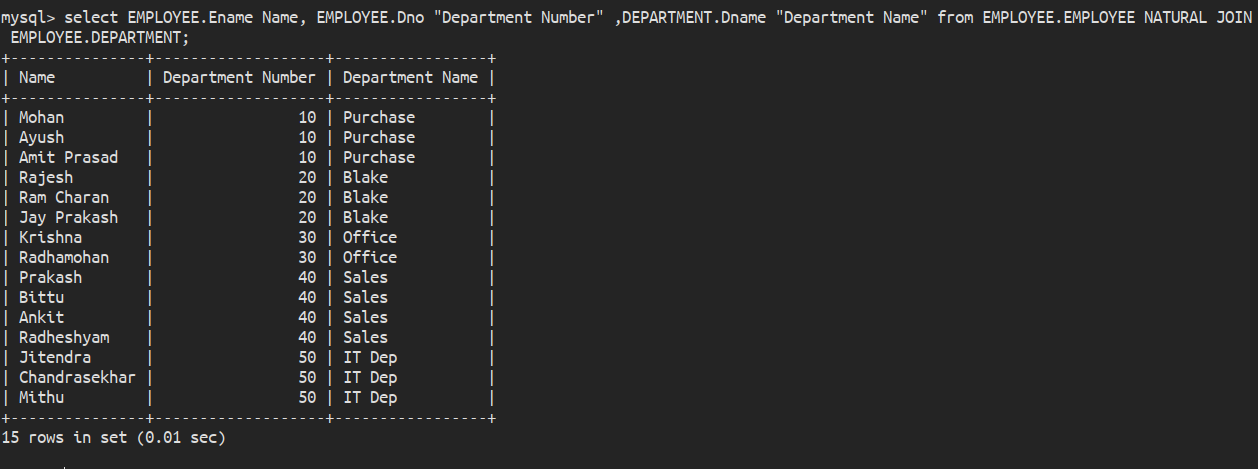 mysql> select EMPLOYEE.Ename Name, EMPLOYEE.Dno "Department Number" ,DEPARTMENT.Dname "Department Name" from EMPLOYEE.EMPLOYEE NATURAL JOIN
 EMPLOYEE.DEPARTMENT;
+---------------+-------------------+-----------------+
| Name          | Department Number | Department Name |
+---------------+-------------------+-----------------+
| Mohan         |                10 | Purchase        |
| Ayush         |                10 | Purchase        |
| Amit Prasad   |                10 | Purchase        |
| Rajesh        |                20 | Blake           |
| Ram Charan    |                20 | Blake           |
| Jay Prakash   |                20 | Blake           |
| Krishna       |                30 | Office          |
| Radhamohan    |                30 | Office          |
| Prakash       |                40 | Sales           |
| Bittu         |                40 | Sales           |
| Ankit         |                40 | Sales           |
| Radheshyam    |                40 | Sales           |
| Jitendra      |                50 | IT Dep          |
| Chandrasekhar |                50 | IT Dep          |
| Mithu         |                50 | IT Dep          |
+---------------+-------------------+-----------------+
15 rows in set (0.01 sec)